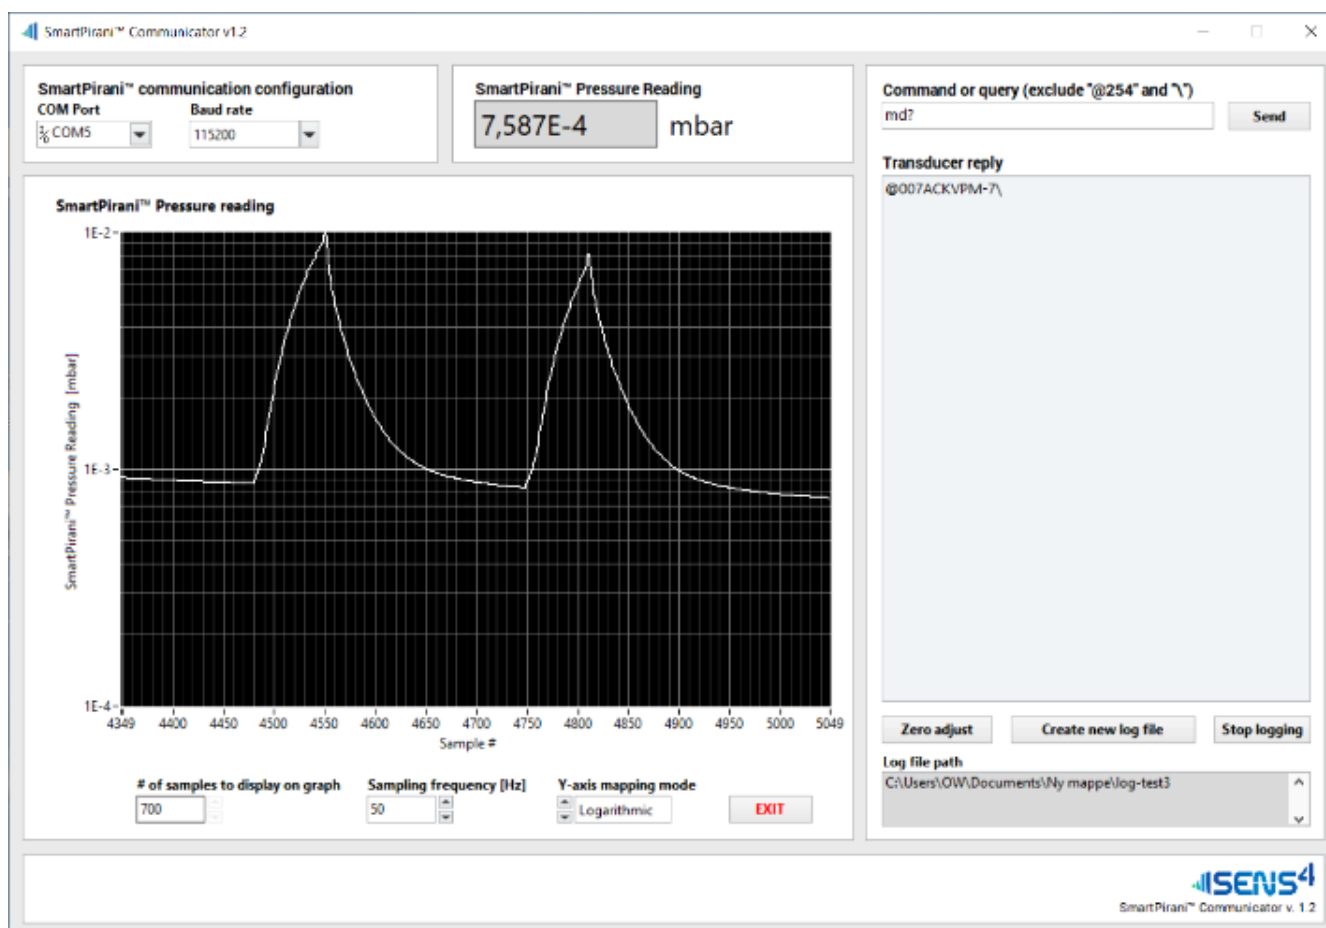 SmartPirani™ Communicator v1.2
SmartPirani™ communication configuration
COM Port
Baud rate
COM5
115200
SmartPirani™ Pressure Reading
7,587E-4
mbar
Command or query (exclude "@254" and "\")
md?
Send
Transducer reply
@007ACKVPM-7\
SmartPirani™ Pressure reading
SmartPirani™ Pressure Reading [mbar]
1E-2
1E-3
1E-4
4349 4400 4450 4500 4550 4600 4650 4700 4750 4800 4850 4900 4950 5000 5049
Sample #
# of samples to display on graph
700
Sampling frequency [Hz]
50
Y-axis mapping mode
Logarithmic
EXIT
Zero adjust
Create new log file
Stop logging
Log file path
C:\Users\OW\Documents\Ny mappe\log-test3
SENS4
SmartPirani™ Communicator v. 1.2